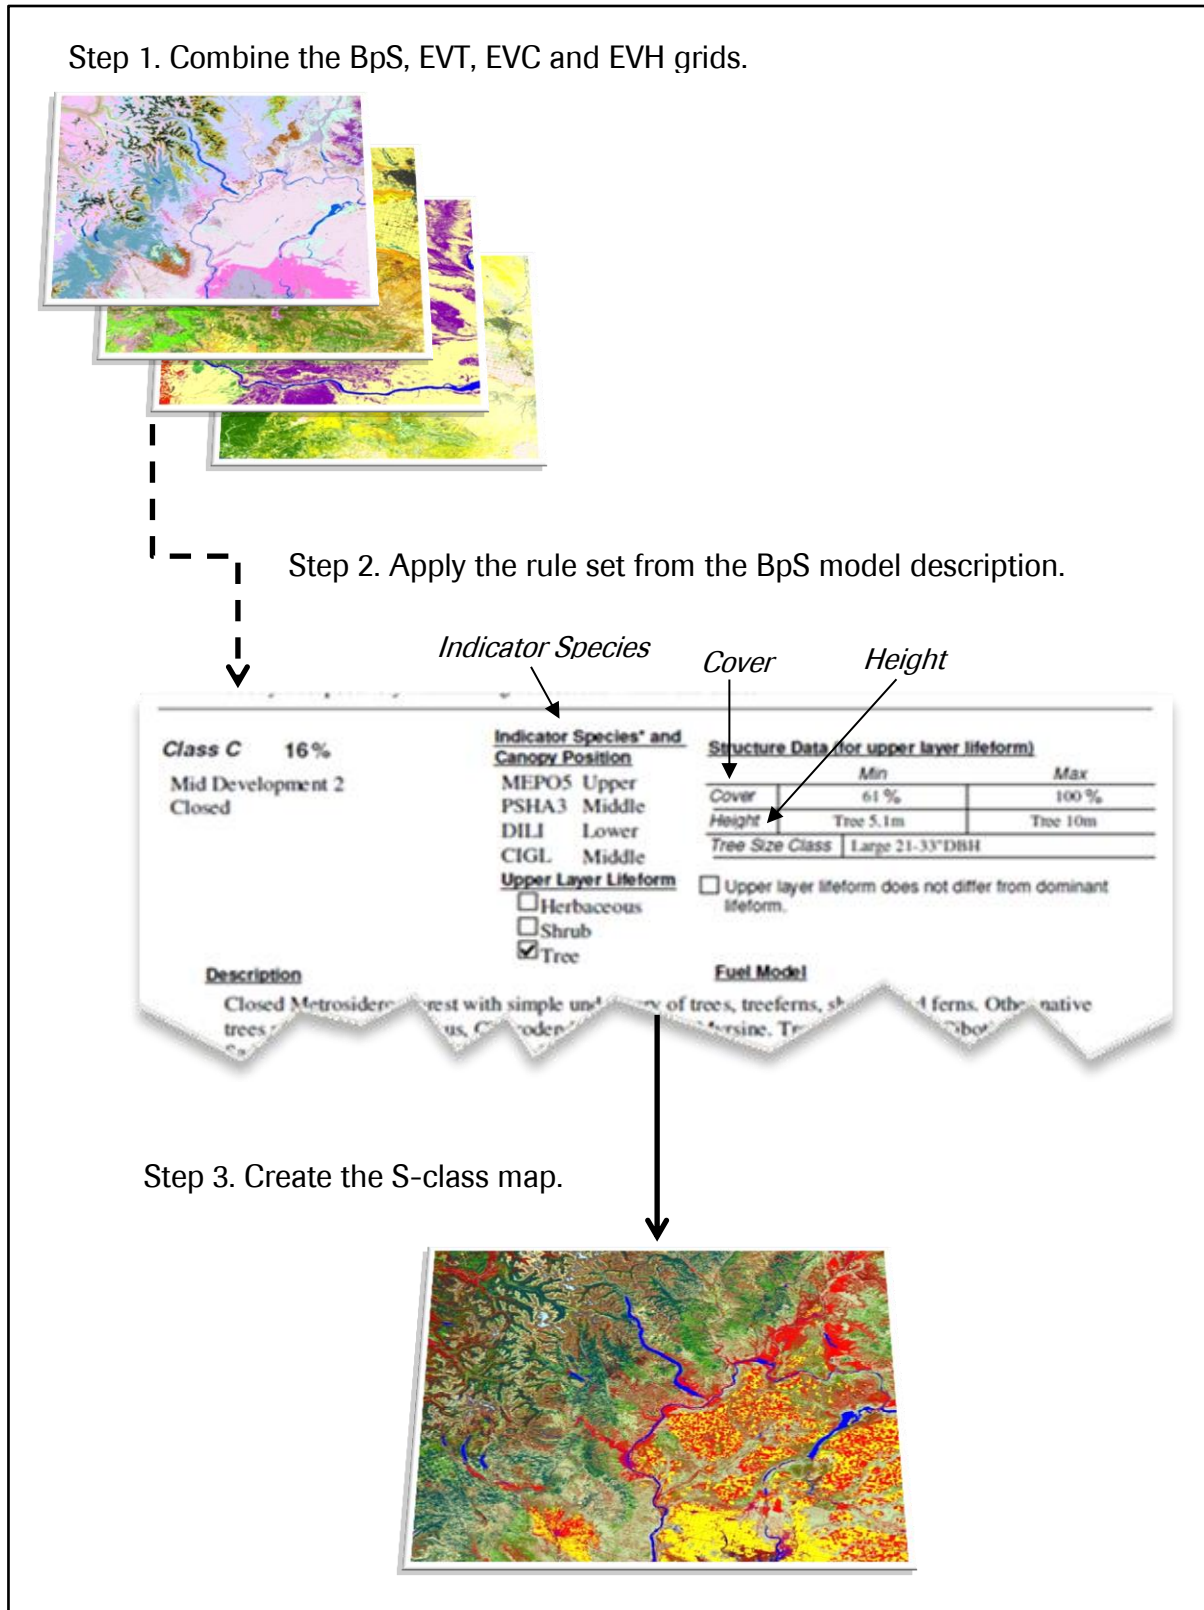 Step 1. Combine the BpS, EVT, EVC and EVH grids.
Step 2. Apply the rule set from the BpS model description.
Indicator Species
Cover
Height
Class C 16%
Mid Development 2
Closed
Indicator Species* and
Canopy Position
MEPO5 Upper
PSHA3 Middle
DILI Lower
CIGL Middle
Upper Layer Lifeform
Herbaceous
Shrub
Tree
Structure Data (for upper layer lifeform)
Min Max
Cover 61 % 100 %
Height Tree 5.1m Tree 10m
Tree Size Class Large 21-33"DBH
Upper layer lifeform does not differ from dominant
lifeform.
Description
Fuel Model
Closed rest with simple of trees, treeferns, ferns. native
trees
Step 3. Create the S-class map.